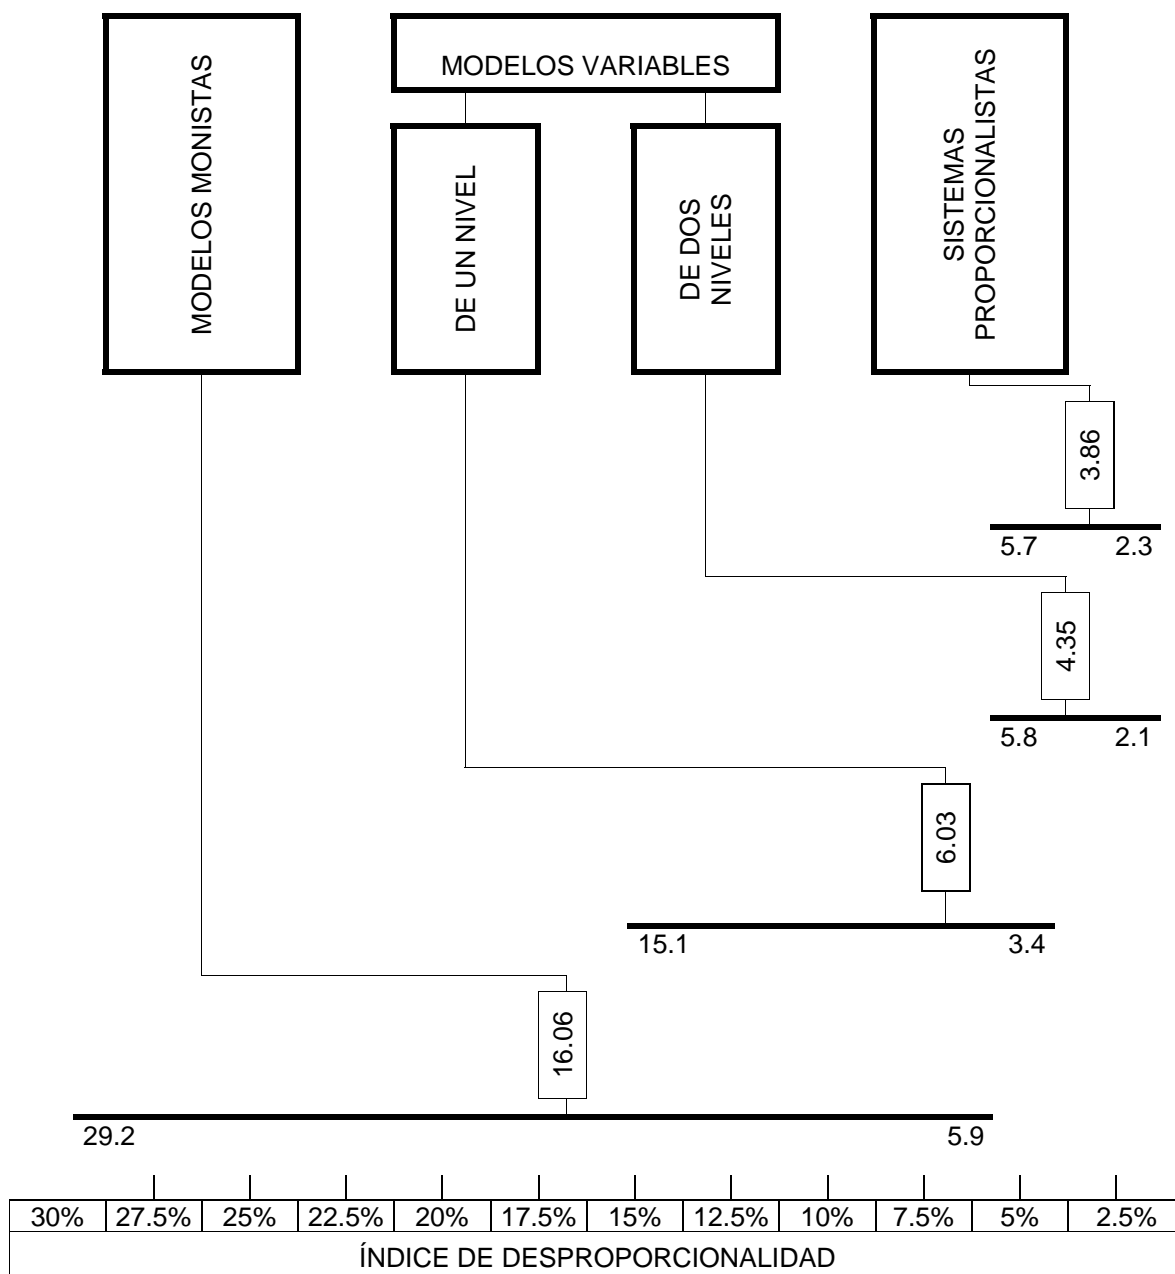 MODELOS MONISTAS
MODELOS VARIABLES
DE UN NIVEL
DE DOS
NIVELES
SISTEMAS
PROPORCIONALISTAS
3.86
5.7 2.3
4.35
5.8 2.1
6.03
15.1 3.4
16.06
29.2 5.9
30% 27.5% 25% 22.5% 20% 17.5% 15% 12.5% 10% 7.5% 5% 2.5%
ÍNDICE DE DESPROPORCIONALIDAD